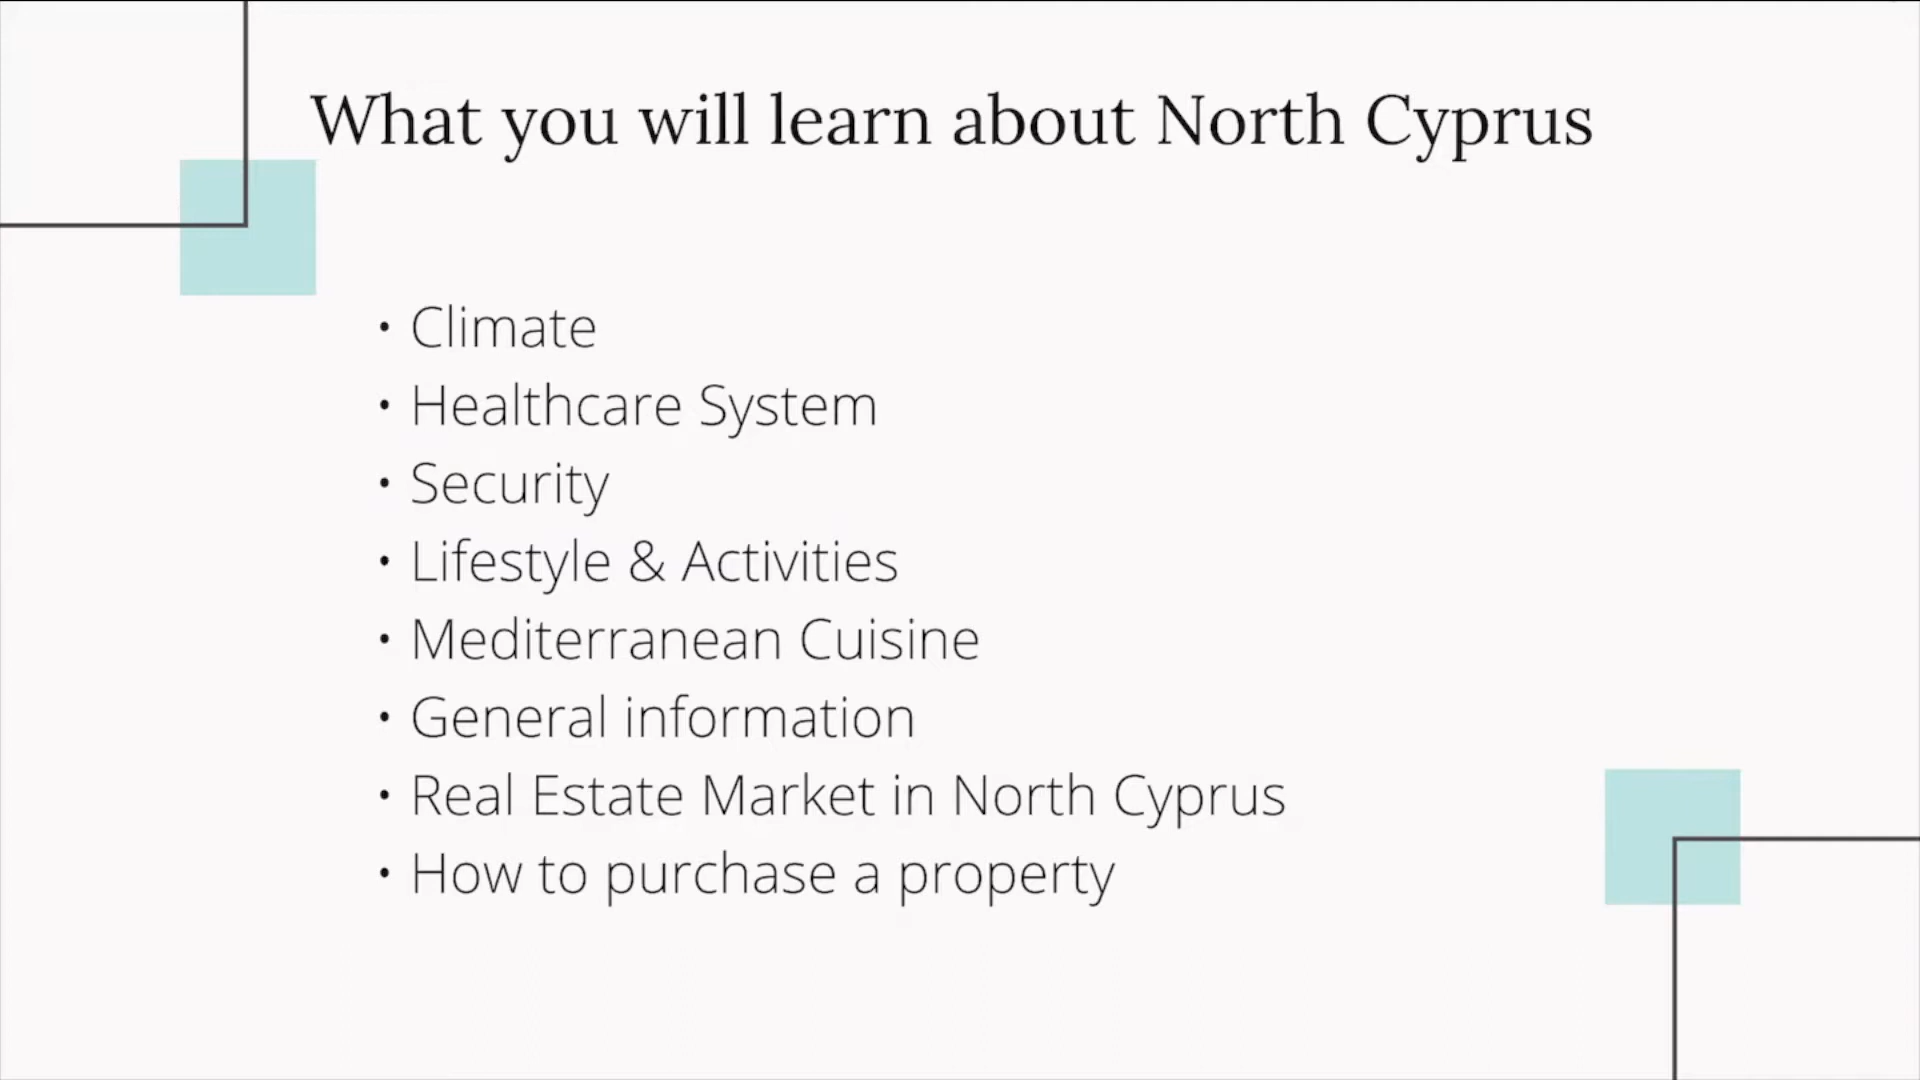 What you will learn about North Cyprus
• Climate
• Healthcare System
• Security
• Lifestyle & Activities
• Mediterranean Cuisine
• General information
• Real Estate Market in North Cyprus
• How to purchase a property